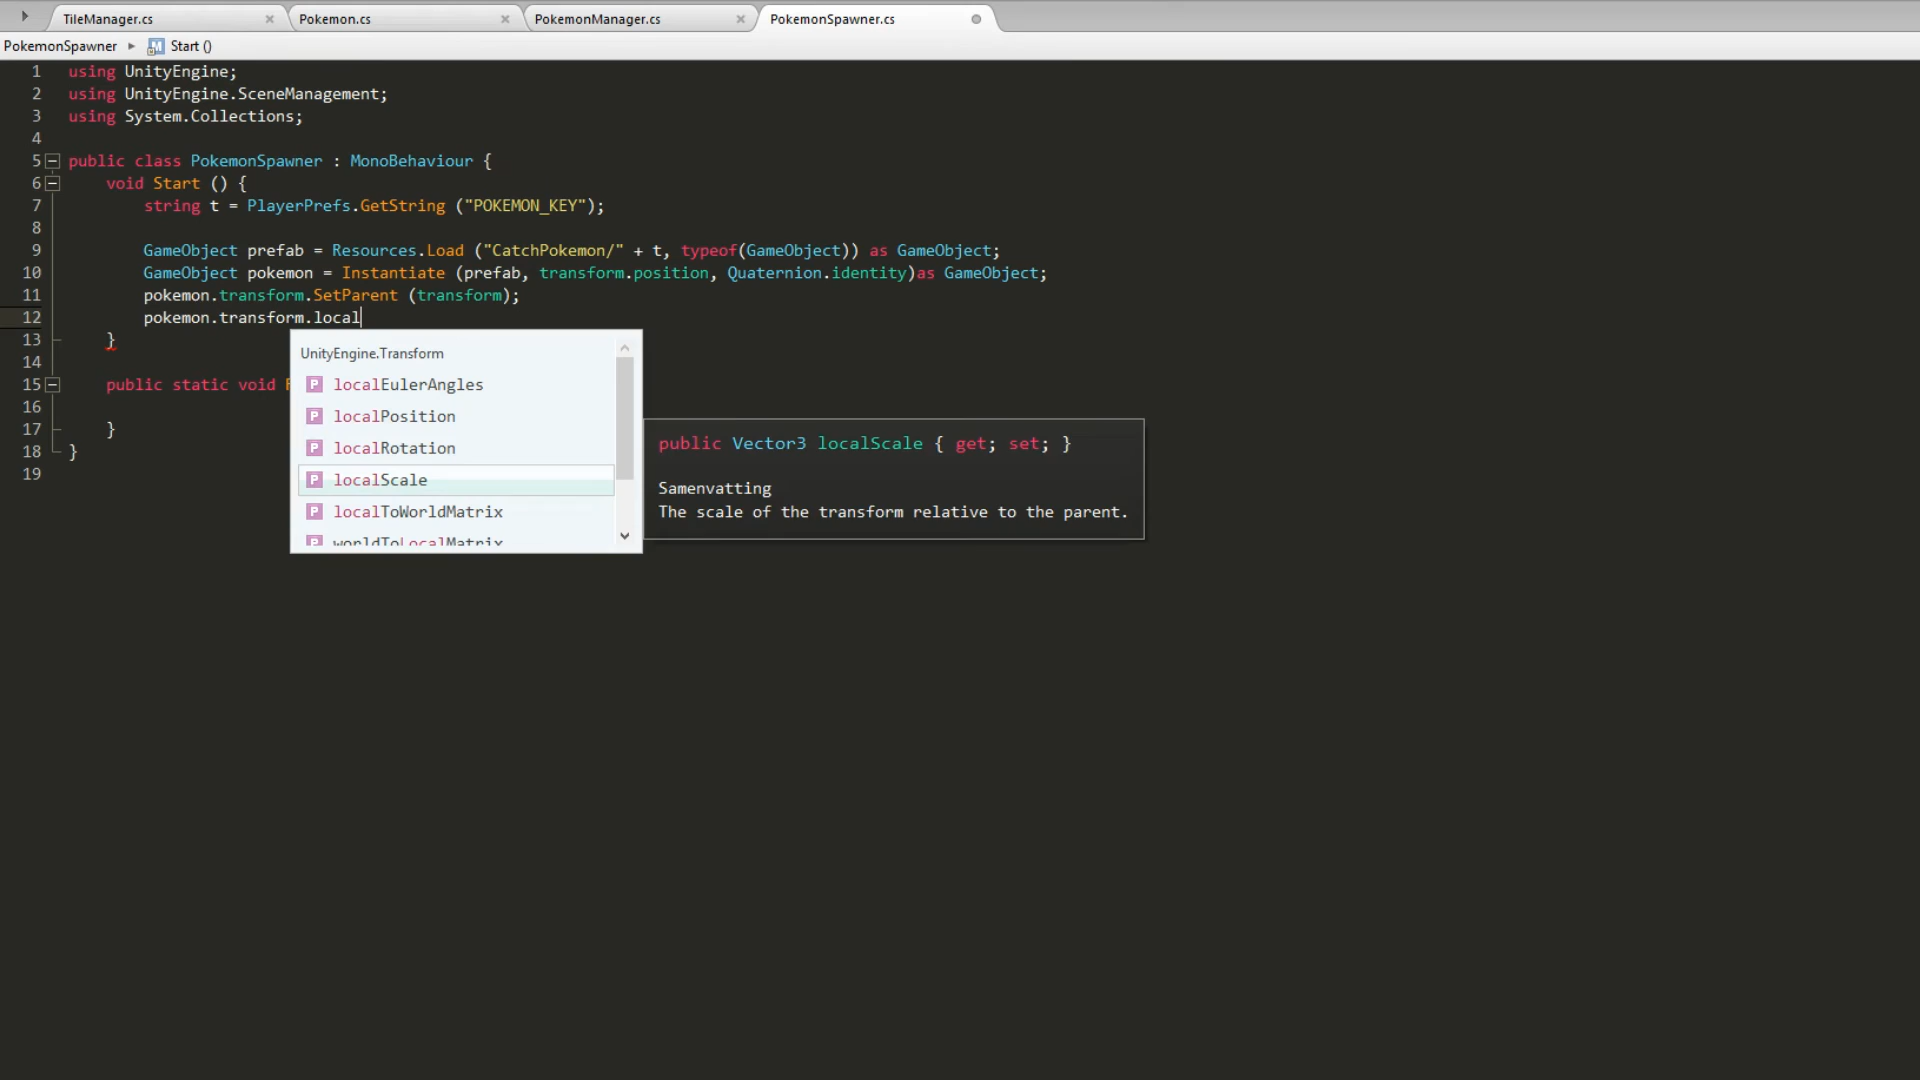 TileManager.cs × Pokemon.cs × PokemonManager.cs × PokemonSpawner.cs
PokemonSpawner ▸ M Start ()
1 using UnityEngine;
2 using UnityEngine.SceneManagement;
3 using System.Collections;
4
5 public class PokemonSpawner : MonoBehaviour {
6 void Start () {
7 string t = PlayerPrefs.GetString ("POKEMON_KEY");
8
9 GameObject prefab = Resources.Load ("CatchPokemon/" + t, typeof(GameObject)) as GameObject;
10 GameObject pokemon = Instantiate (prefab, transform.position, Quaternion.identity)as GameObject;
11 pokemon.transform.SetParent (transform);
12 pokemon.transform.local
13 }
14
15 public static void
16
17 }
18 }
19
UnityEngine.Transform
P localEulerAngles
P localPosition
P localRotation
P localScale
P localToWorldMatrix
P worldToLocalMatrix
public Vector3 localScale { get; set; }
Samenvatting
The scale of the transform relative to the parent.